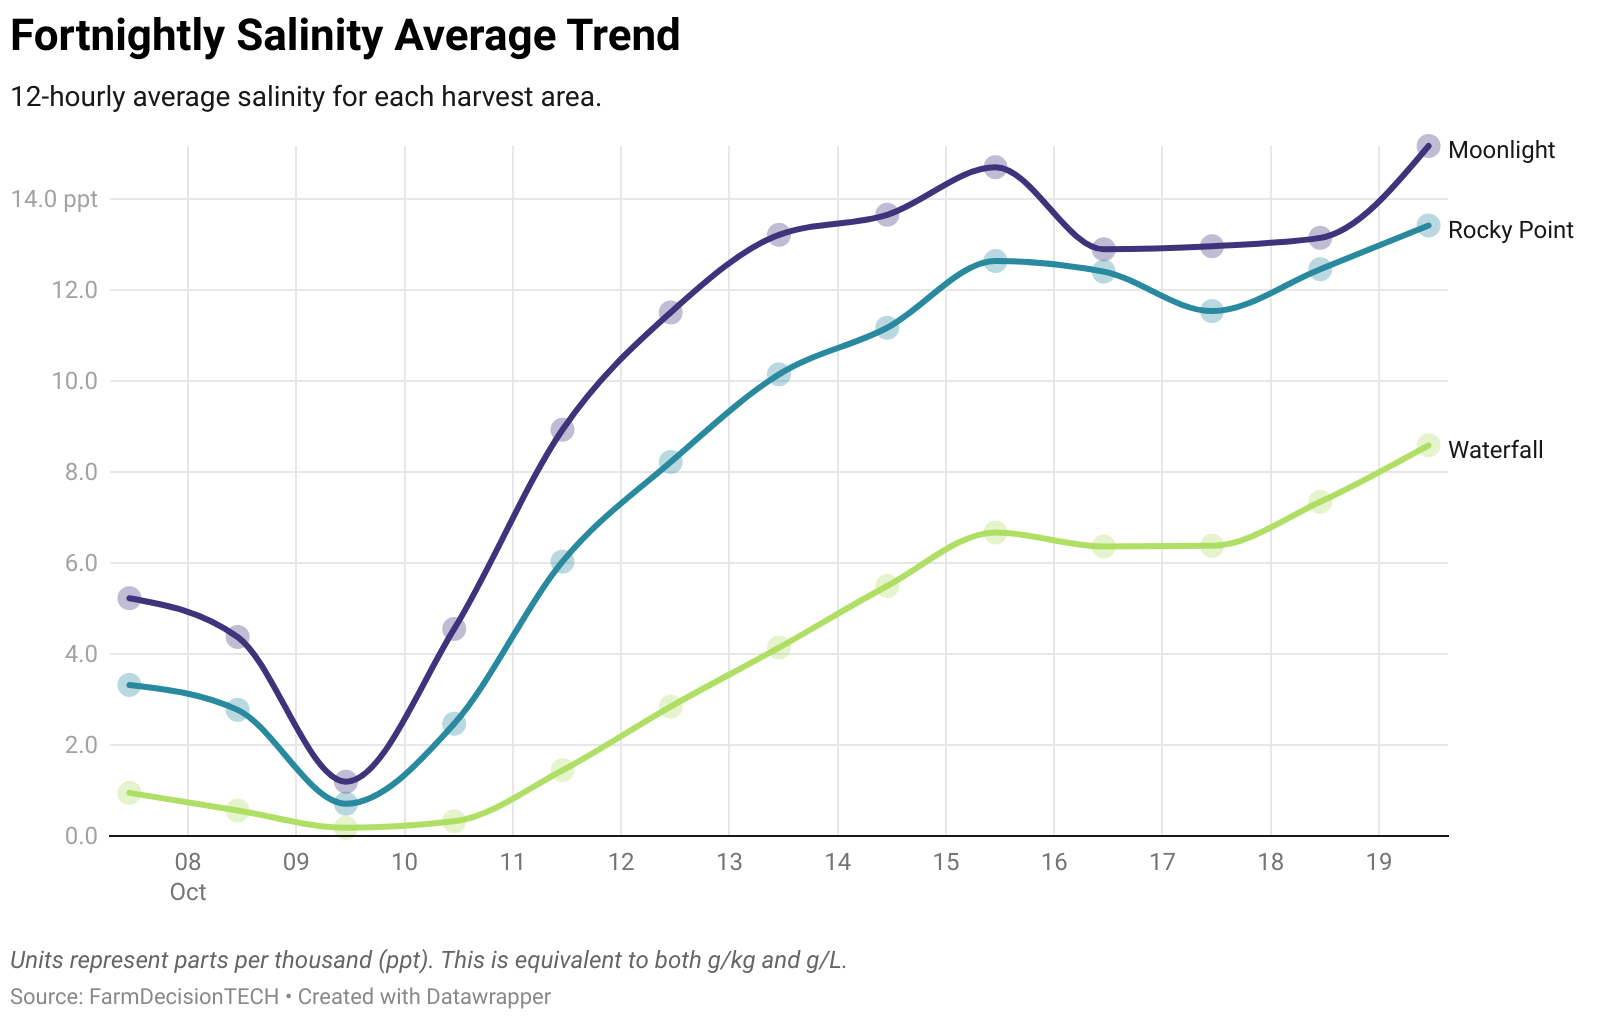 Fortnightly Salinity Average Trend
12-hourly average salinity for each harvest area.
Moonlight
14.0 ppt
Rocky Point
12.0
10.0
8.0
Waterfall
6.0
4.0
2.0
0.0
08 09 10 11 12 13 14 15 16 17 18 19
Oct
Units represent parts per thousand (ppt). This is equivalent to both g/kg and g/L.
Source: FarmDecisionTECH • Created with Datawrapper